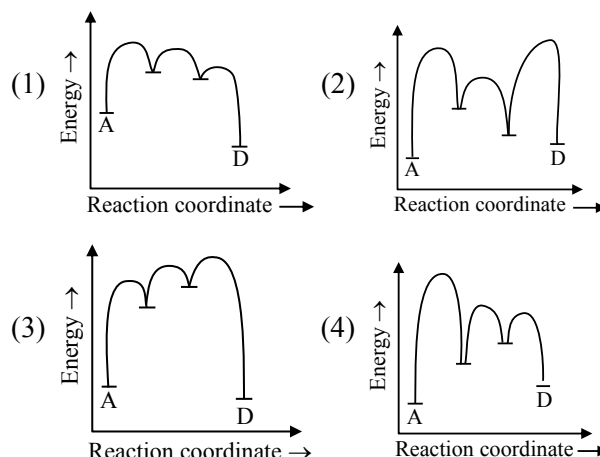 (1)
Energy →
A
D
Reaction coordinate →
(2)
Energy →
A
D
Reaction coordinate →
(3)
Energy →
A
D
Reaction coordinate →
(4)
Energy →
A
D
Reaction coordinate →